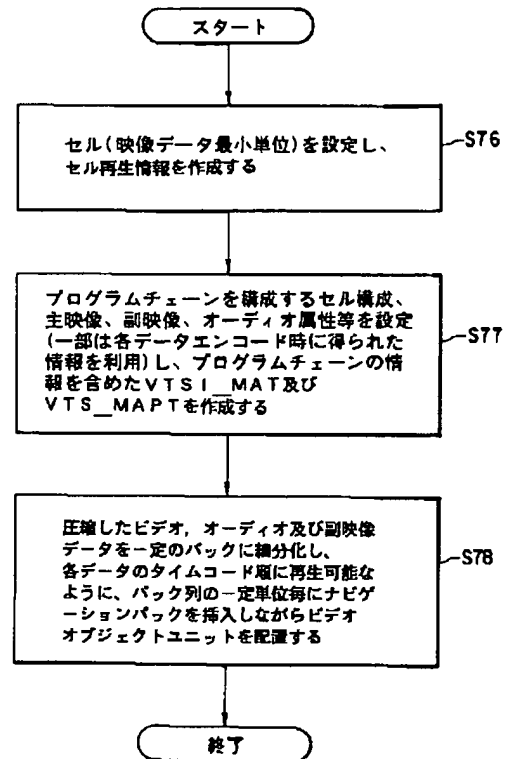 スタート
セル(映像データ最小単位)を設定し、
セル再生情報を作成する
S76
プログラムチェーンを構成するセル構成、
主映像、副映像、オーディオ属性等を設定
(一部は各データエンコード時に得られた
情報を利用)し、プログラムチェーンの情
報を含めたVTSI_MAT及び
VTS_MAPTを作成する
S77
圧縮したビデオ,オーディオ及び副映像
データを一定のパックに細分化し、
各データのタイムコード順に再生可能な
ように、パック列の一定単位毎にナビゲ
ーションパックを挿入しながらビデオ
オブジェクトユニットを配置する
S78
終了